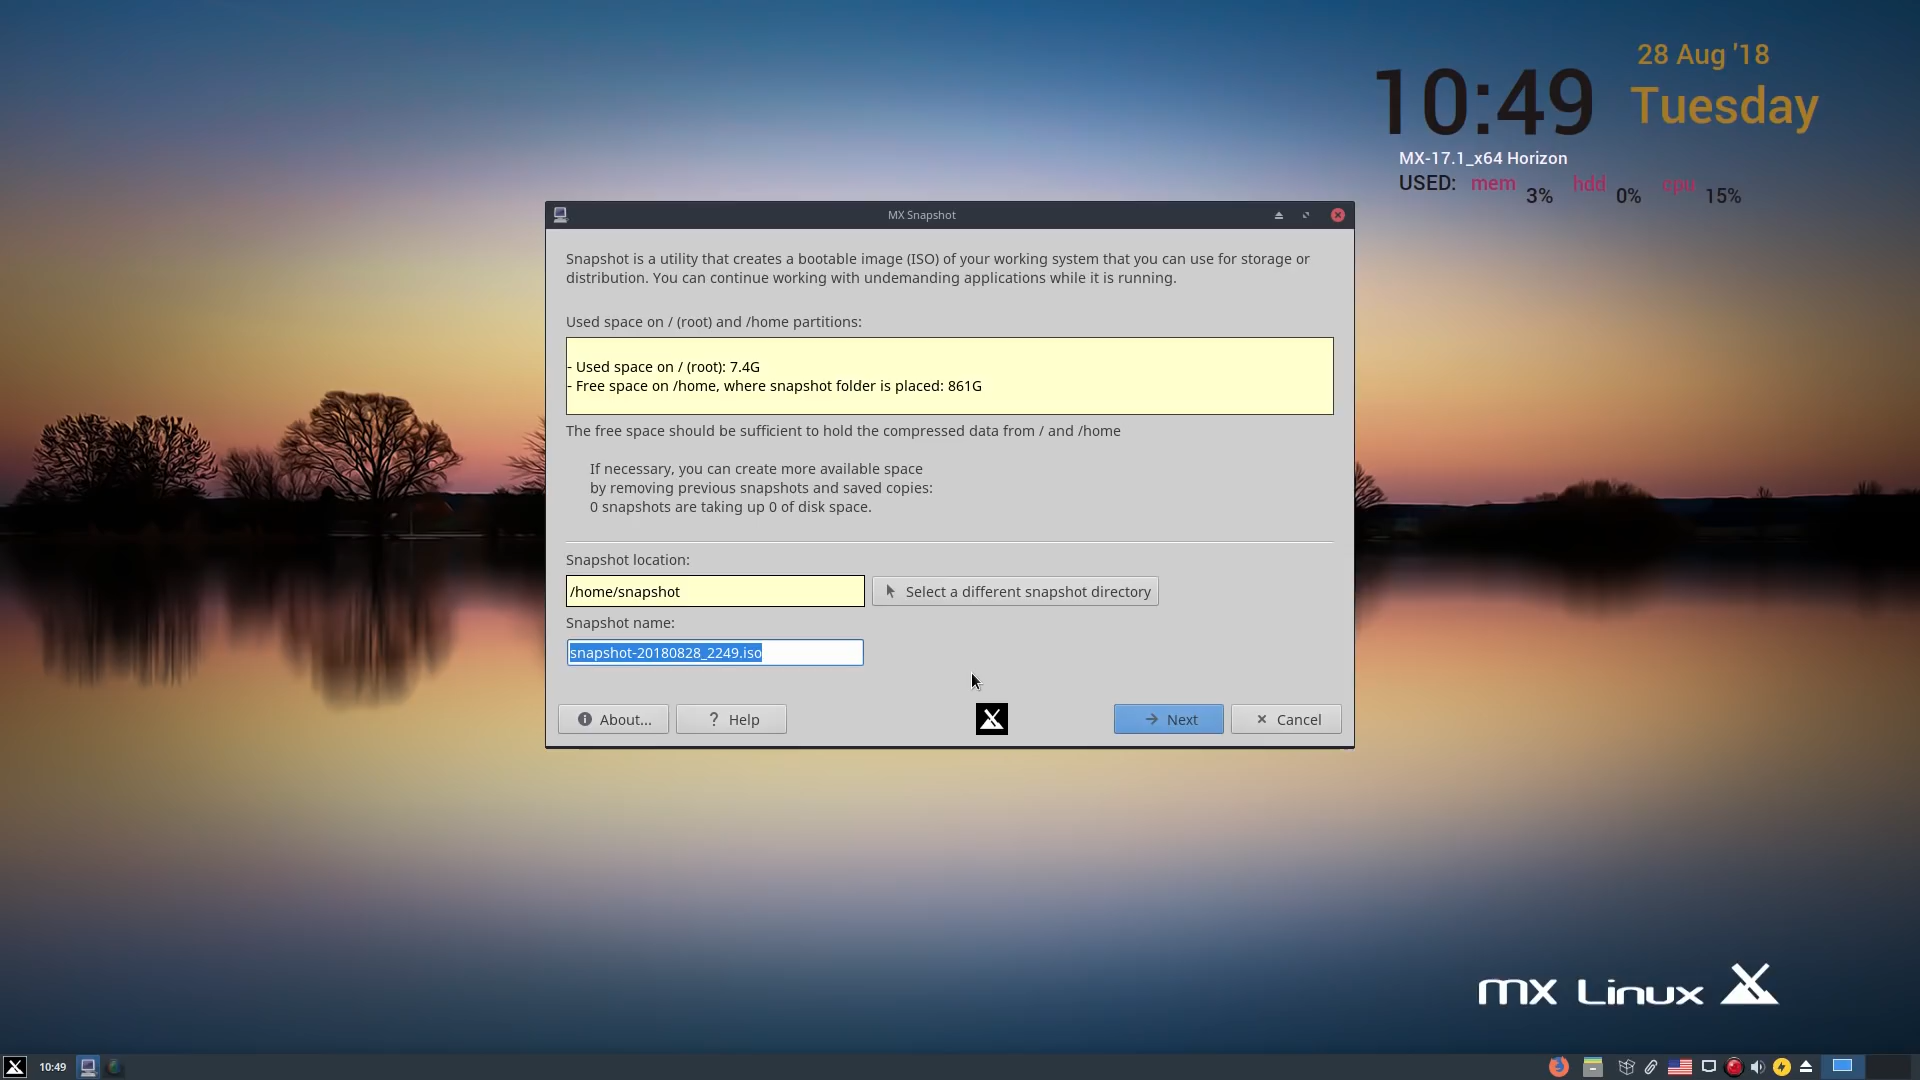 28 Aug '18
10:49
Tuesday
MX-17.1_x64 Horizon
USED: mem 3% hdd 0% cpu 15%
MX Snapshot
Snapshot is a utility that creates a bootable image (ISO) of your working system that you can use for storage or
distribution. You can continue working with undemanding applications while it is running.
Used space on / (root) and /home partitions:
- Used space on / (root): 7.4G
- Free space on /home, where snapshot folder is placed: 861G
The free space should be sufficient to hold the compressed data from / and /home
If necessary, you can create more available space
by removing previous snapshots and saved copies:
0 snapshots are taking up 0 of disk space.
Snapshot location:
/home/snapshot
Select a different snapshot directory
Snapshot name:
snapshot-20180828_2249.iso
About...
Help
Next
Cancel
mx Linux
10:49